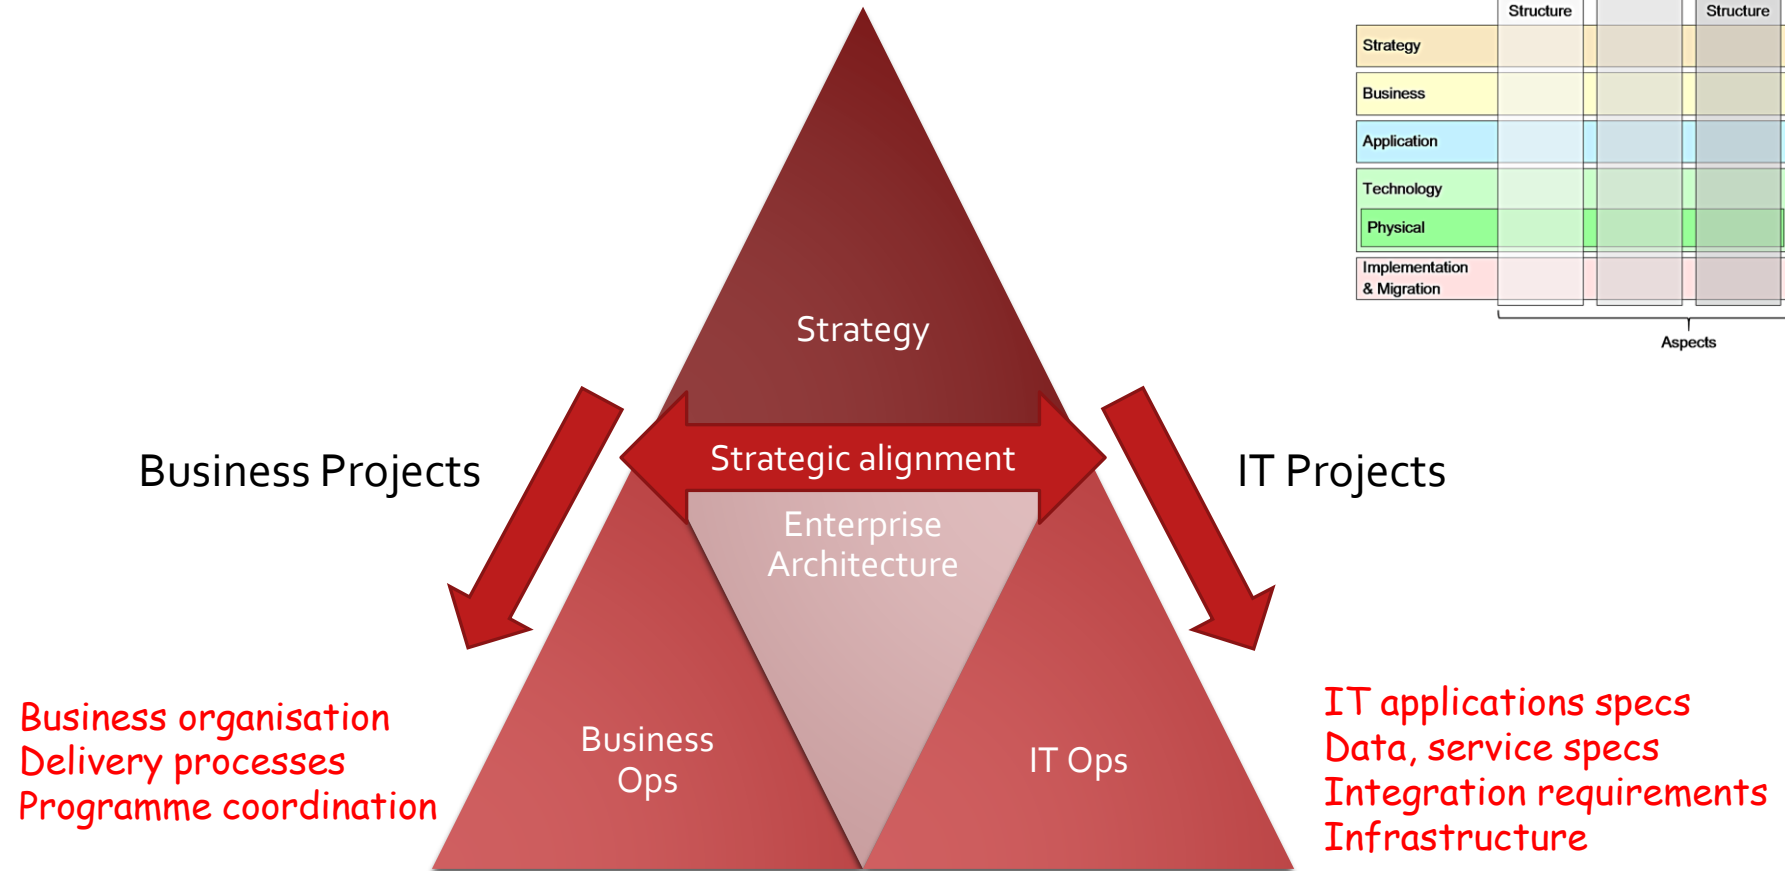 Structure
Structure
Strategy
Business
Application
Technology
Physical
Implementation
& Migration
Aspects
Strategy
Strategic alignment
Business Projects
IT Projects
Enterprise
Architecture
Business organisation
Delivery processes
Programme coordination
Business
Ops
IT Ops
IT applications specs
Data, service specs
Integration requirements
Infrastructure